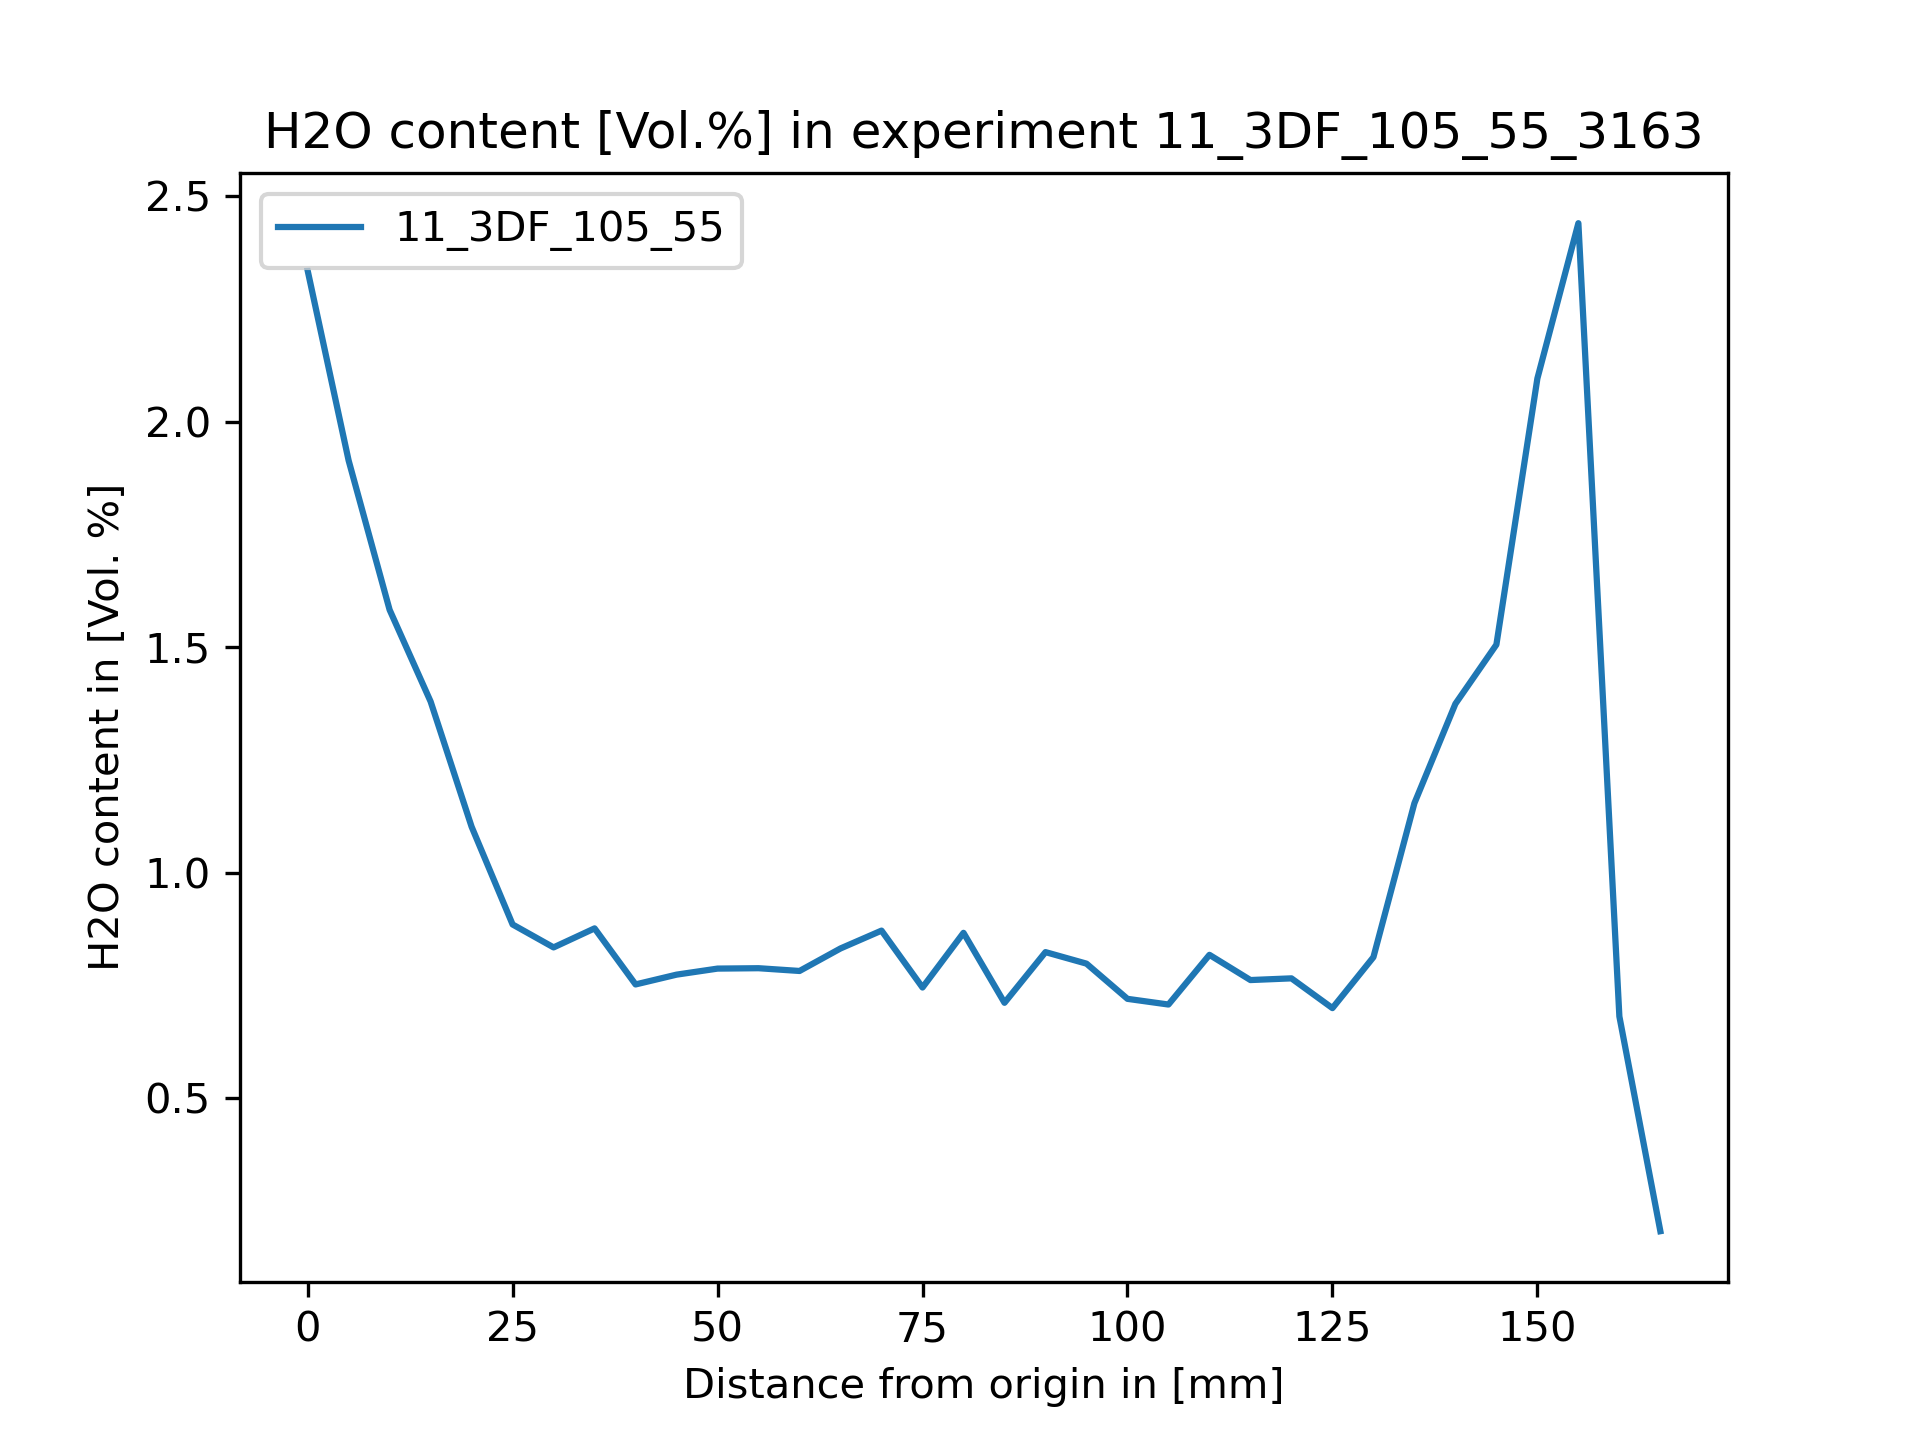 H2O content [Vol.%] in experiment 11_3DF_105_55_3163
11_3DF_105_55
H2O content in [Vol. %]
2.5
2.0
1.5
1.0
0.5
0 25 50 75 100 125 150
Distance from origin in [mm]